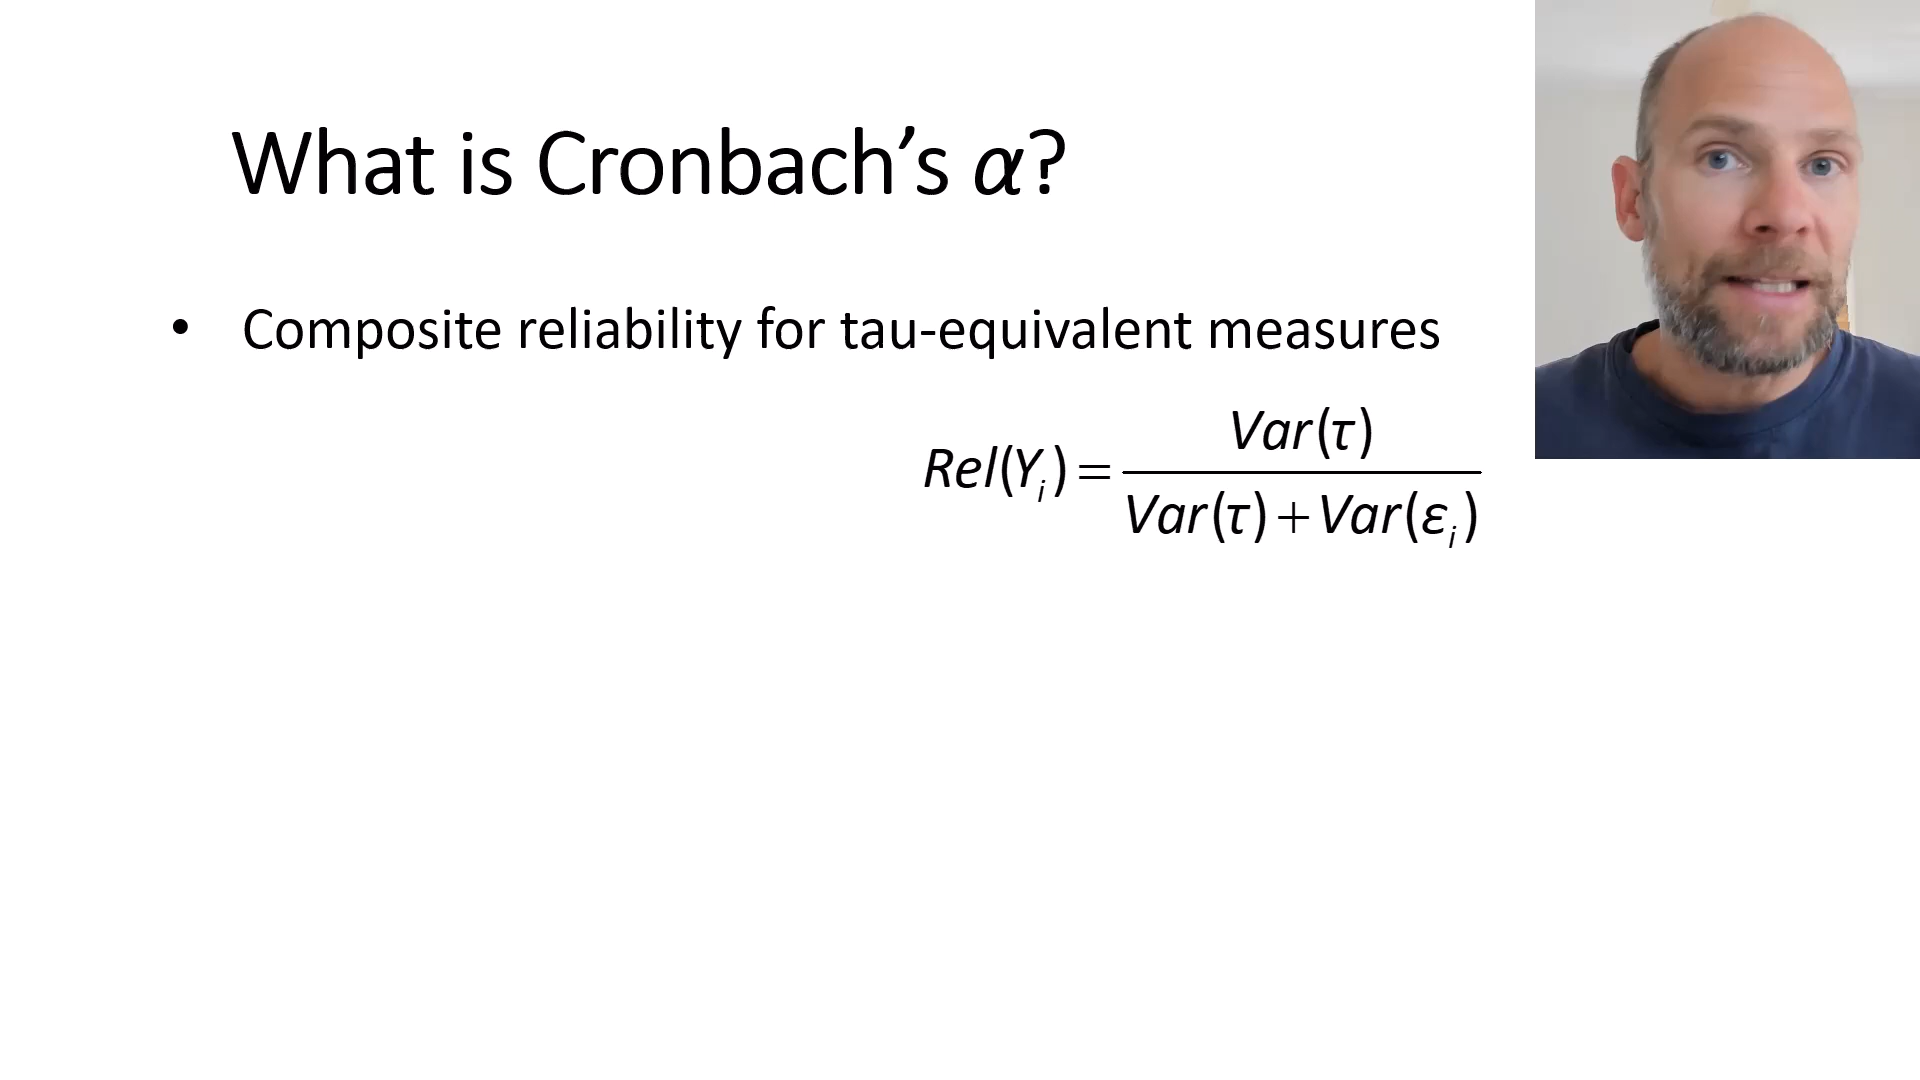 What is Cronbach’s α?
• Composite reliability for tau-equivalent measures
Rel(Yᵢ) = Var(τ) / (Var(τ) + Var(εᵢ))